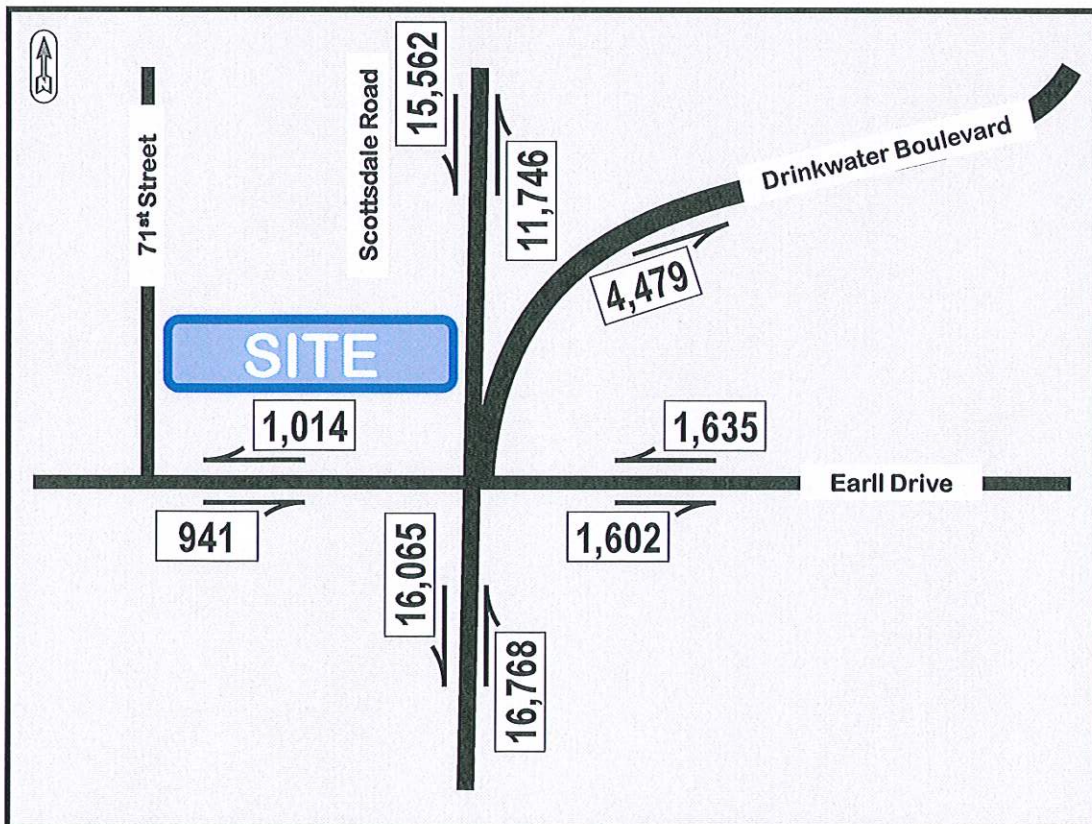 N
71st Street
Scottsdale Road
15,562
11,746
Drinkwater Boulevard
4,479
SITE
1,014
1,635
Earll Drive
941
1,602
16,065
16,768